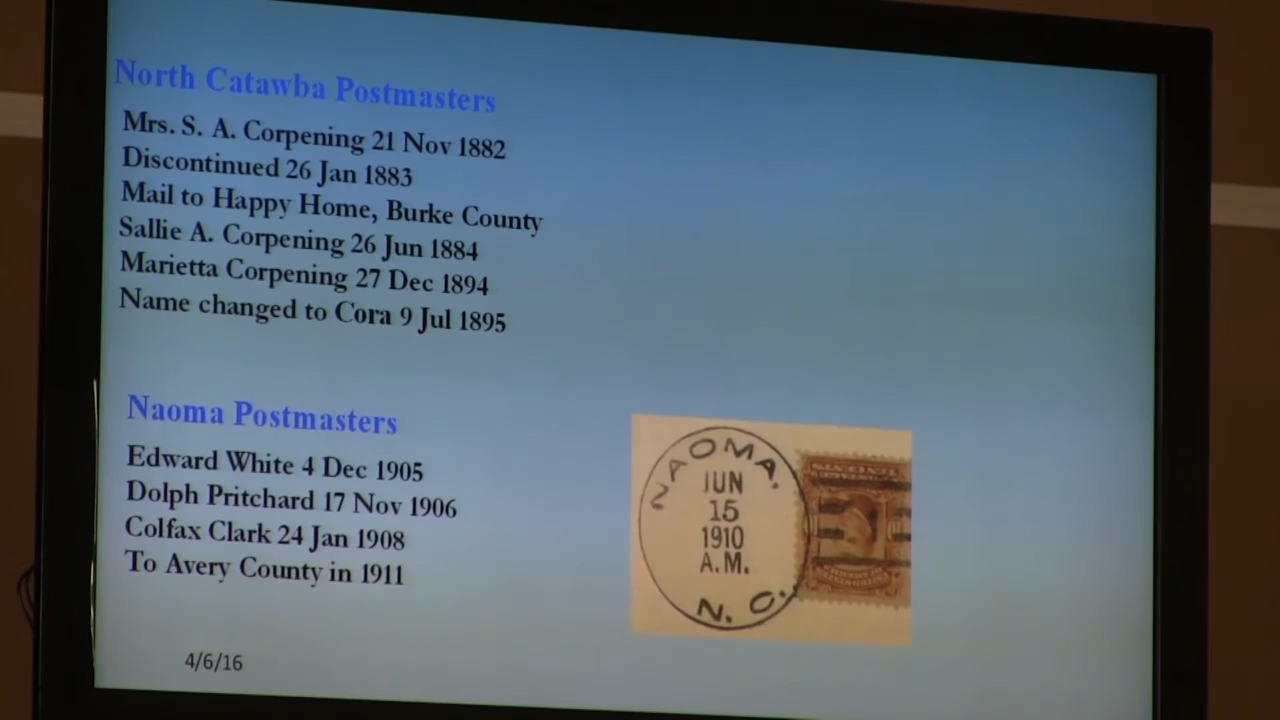 North Catawba Postmasters
Mrs. S. A. Corpening 21 Nov 1882
Discontinued 26 Jan 1883
Mail to Happy Home, Burke County
Sallie A. Corpening 26 Jun 1884
Marietta Corpening 27 Dec 1894
Name changed to Cora 9 Jul 1895
Naoma Postmasters
Edward White 4 Dec 1905
Dolph Pritchard 17 Nov 1906
Colfax Clark 24 Jan 1908
To Avery County in 1911
NAOMA.
JUN
15
1910
A.M.
N. C.
4/6/16